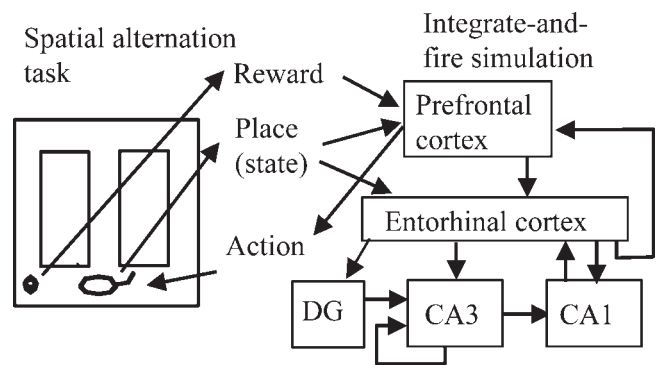 Spatial alternation
task
Reward
Place
(state)
Action
Integrate-and-
fire simulation
Prefrontal
cortex
Entorhinal cortex
DG
CA3
CA1